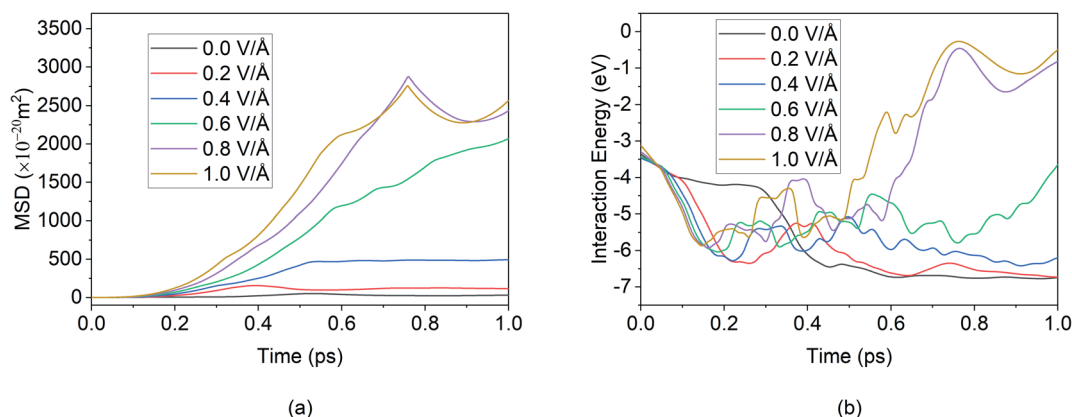 3500
3000
2500
2000
1500
1000
500
0
MSD (×10⁻²⁰m²)
0.0 V/Å
0.2 V/Å
0.4 V/Å
0.6 V/Å
0.8 V/Å
1.0 V/Å
0.0 0.2 0.4 0.6 0.8 1.0
Time (ps)
(a)
0
-1
-2
-3
-4
-5
-6
-7
Interaction Energy (eV)
0.0 V/Å
0.2 V/Å
0.4 V/Å
0.6 V/Å
0.8 V/Å
1.0 V/Å
0.0 0.2 0.4 0.6 0.8 1.0
Time (ps)
(b)